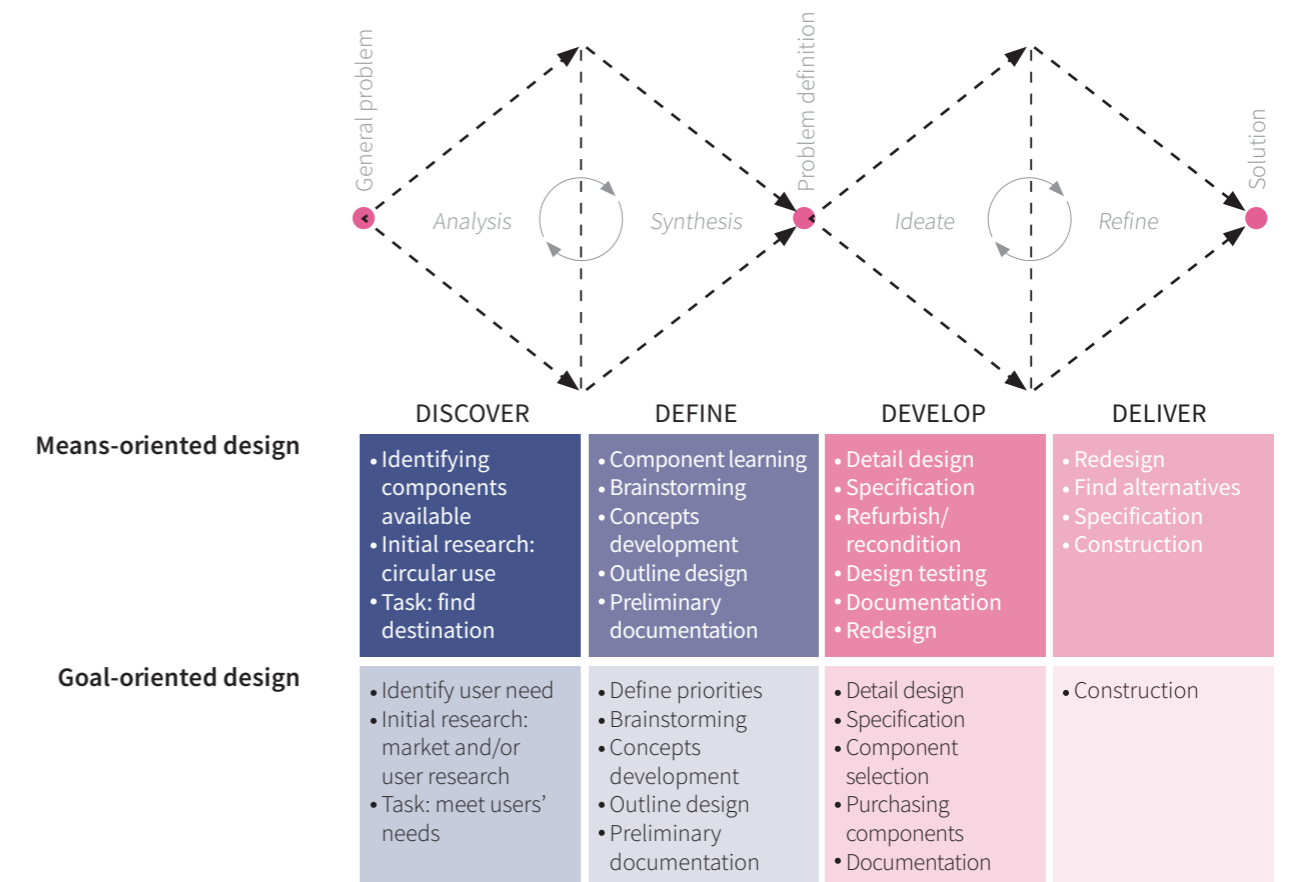 General problem
Problem definition
Solution
Analysis
Synthesis
Ideate
Refine
DISCOVER
DEFINE
DEVELOP
DELIVER
Means-oriented design
• Identifying
components
available
• Initial research:
circular use
• Task: find
destination
• Component learning
• Brainstorming
• Concepts
development
• Outline design
• Preliminary
documentation
• Detail design
• Specification
• Refurbish/
recondition
• Design testing
• Documentation
• Redesign
• Redesign
• Find alternatives
• Specification
• Construction
Goal-oriented design
• Identify user need
• Initial research:
market and/or
user research
• Task: meet users’
needs
• Define priorities
• Brainstorming
• Concepts
development
• Outline design
• Preliminary
documentation
• Detail design
• Specification
• Component
selection
• Purchasing
components
• Documentation
• Construction